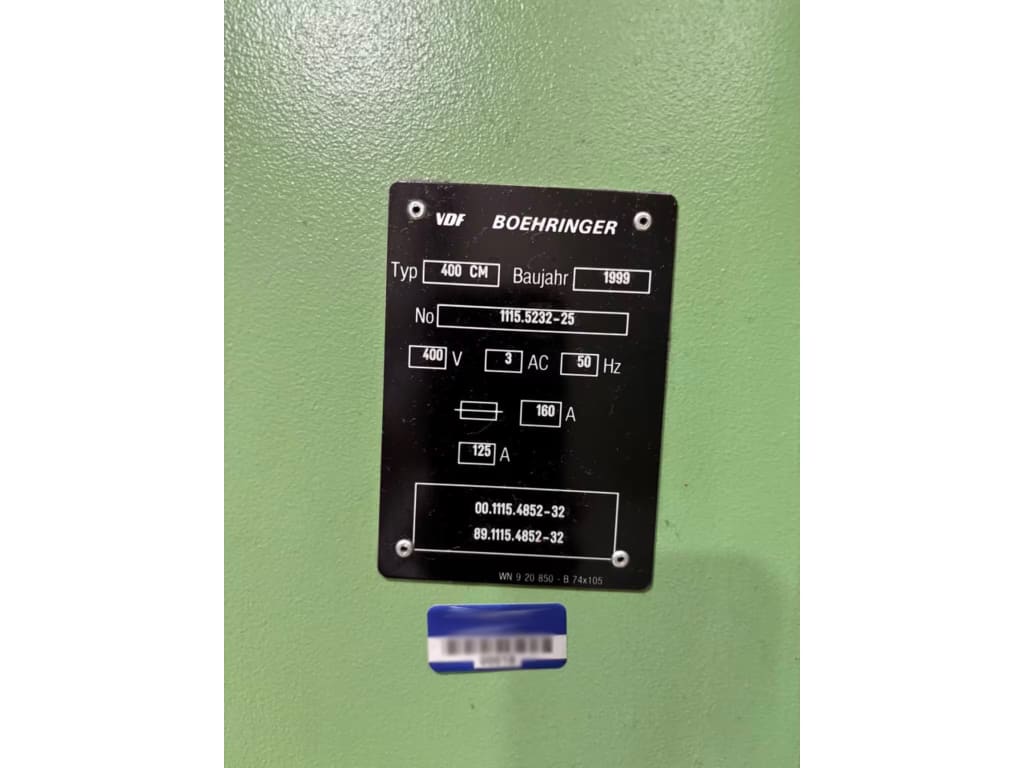 VDF BOEHRINGER
Typ 400 CM Baujahr 1999
No 1115.5232-25
400 V 3 AC 50 Hz
160 A
125 A
00.1115.4852-32
89.1115.4852-32
WN 9 20 850 - B 74x105